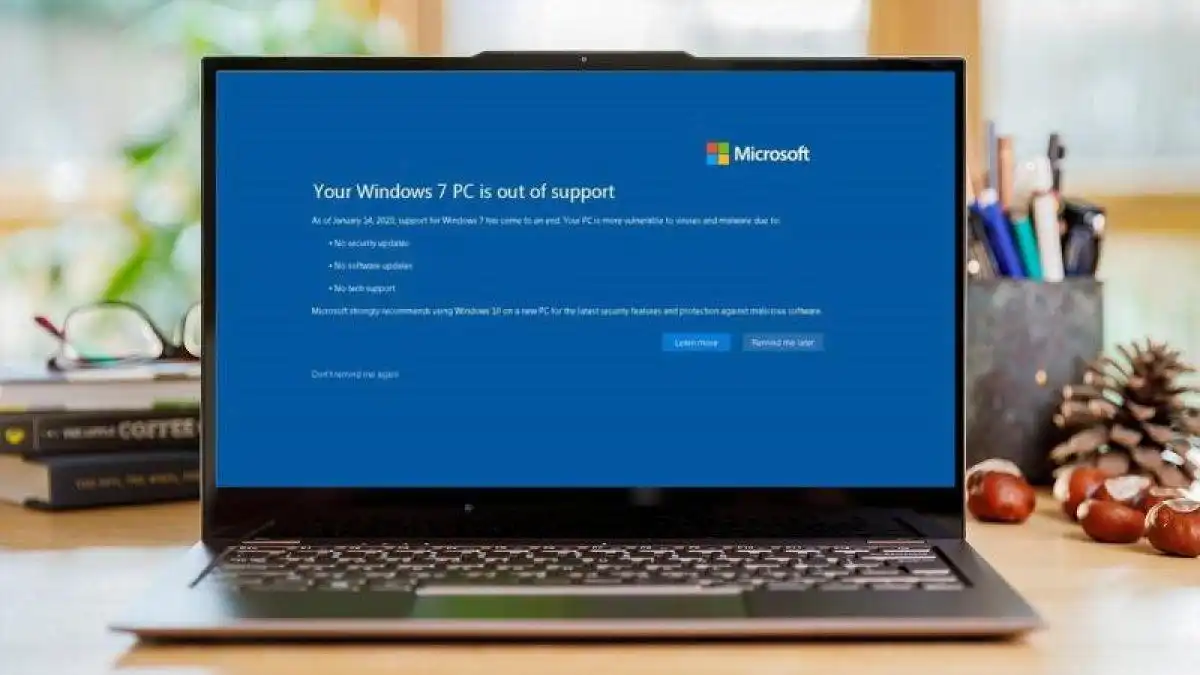 Microsoft
Your Windows 7 PC is out of support
As of January 14, 2020, support for Windows 7 has come to an end. Your PC is more vulnerable to viruses and malware due to:
• No security updates
• No software updates
• No tech support
Microsoft strongly recommends using Windows 10 on a new PC for the latest security features and protection against malicious software.
Learn more
Remind me later
Don't remind me again
COFFEE